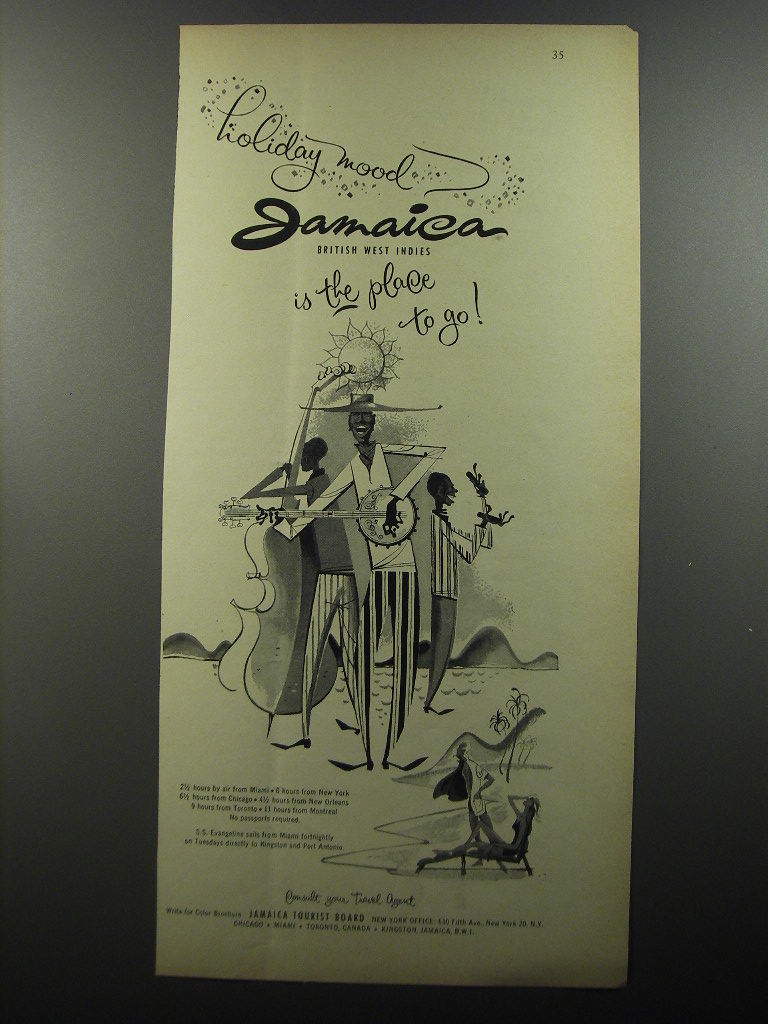 35
holiday mood
Jamaica
BRITISH WEST INDIES
is the place
to go!
2½ hours by air from Miami • 6 hours from New York
6½ hours from Chicago • 4½ hours from New Orleans
9 hours from Toronto • 11 hours from Montreal
No passports required.
S.S. Evangeline sails from Miami fortnightly
on Tuesdays directly to Kingston and Port Antonio.
Consult your Travel Agent
Write for Color Brochure JAMAICA TOURIST BOARD NEW YORK OFFICE: 630 Fifth Ave. New York 20, N.Y.
CHICAGO • MIAMI • TORONTO, CANADA • KINGSTON, JAMAICA, B.W.I.